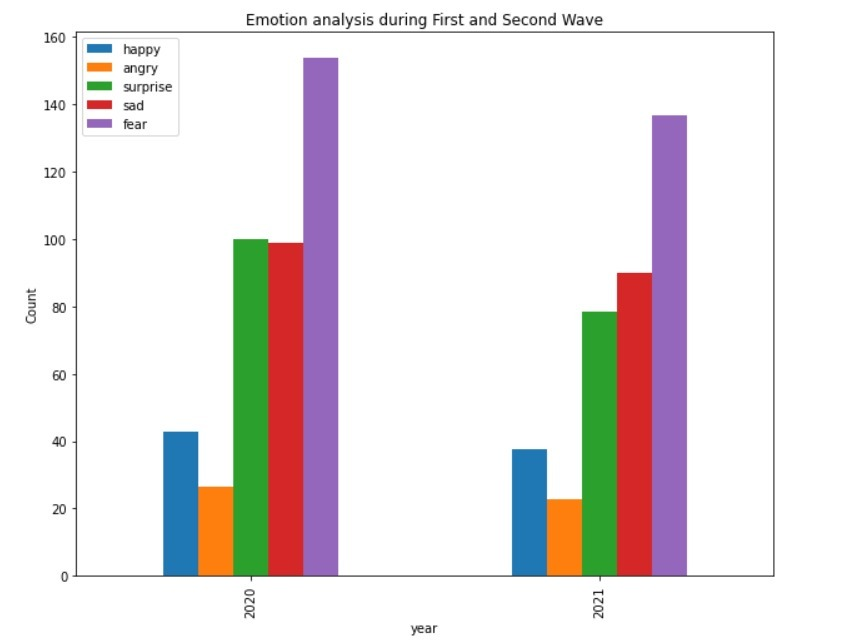 Emotion analysis during First and Second Wave
happy
angry
surprise
sad
fear
160
140
120
100
80
60
40
20
0
Count
2020
2021
year